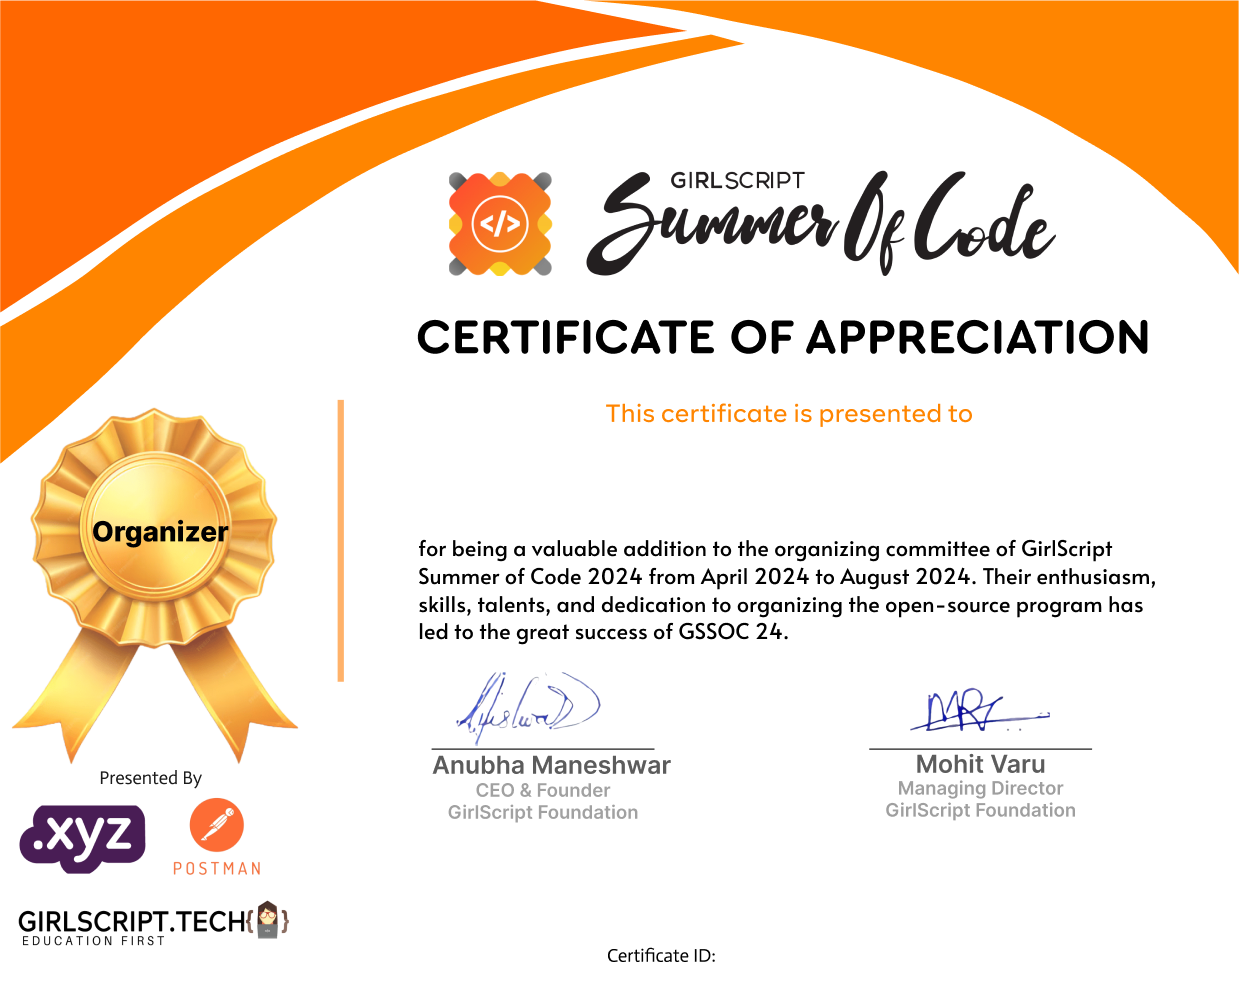 GIRLSCRIPT
Summer Of Code
</>
CERTIFICATE OF APPRECIATION
This certificate is presented to
Organizer
for being a valuable addition to the organizing committee of GirlScript
Summer of Code 2024 from April 2024 to August 2024. Their enthusiasm,
skills, talents, and dedication to organizing the open-source program has
led to the great success of GSSOC 24.
Anubha Maneshwar
CEO & Founder
GirlScript Foundation
Mohit Varu
Managing Director
GirlScript Foundation
Presented By
.xyz
POSTMAN
GIRLSCRIPT.TECH{}
EDUCATION FIRST
Certificate ID: